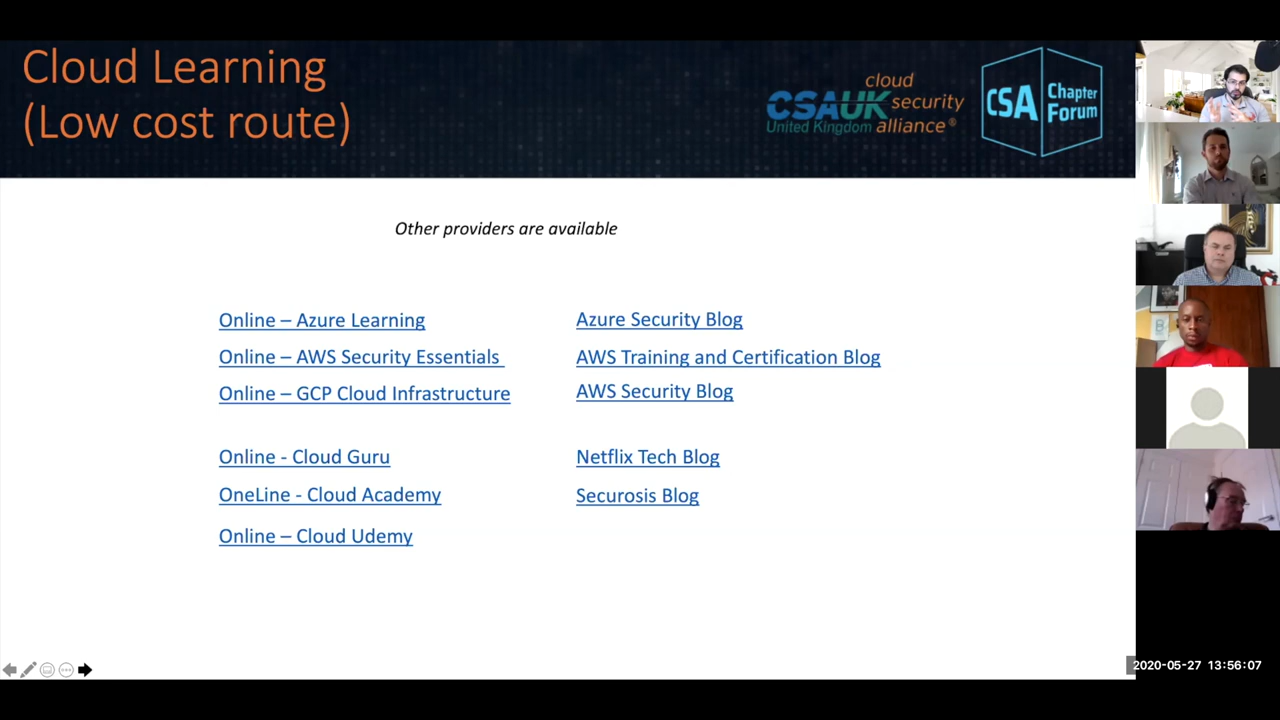 Cloud Learning
(Low cost route)
cloud
CSAUK security
United Kingdom alliance®
CSA Chapter
Forum
Other providers are available
Online – Azure Learning
Online – AWS Security Essentials
Online – GCP Cloud Infrastructure
Online - Cloud Guru
OneLine - Cloud Academy
Online – Cloud Udemy
Azure Security Blog
AWS Training and Certification Blog
AWS Security Blog
Netflix Tech Blog
Securosis Blog
2020-05-27 13:56:07